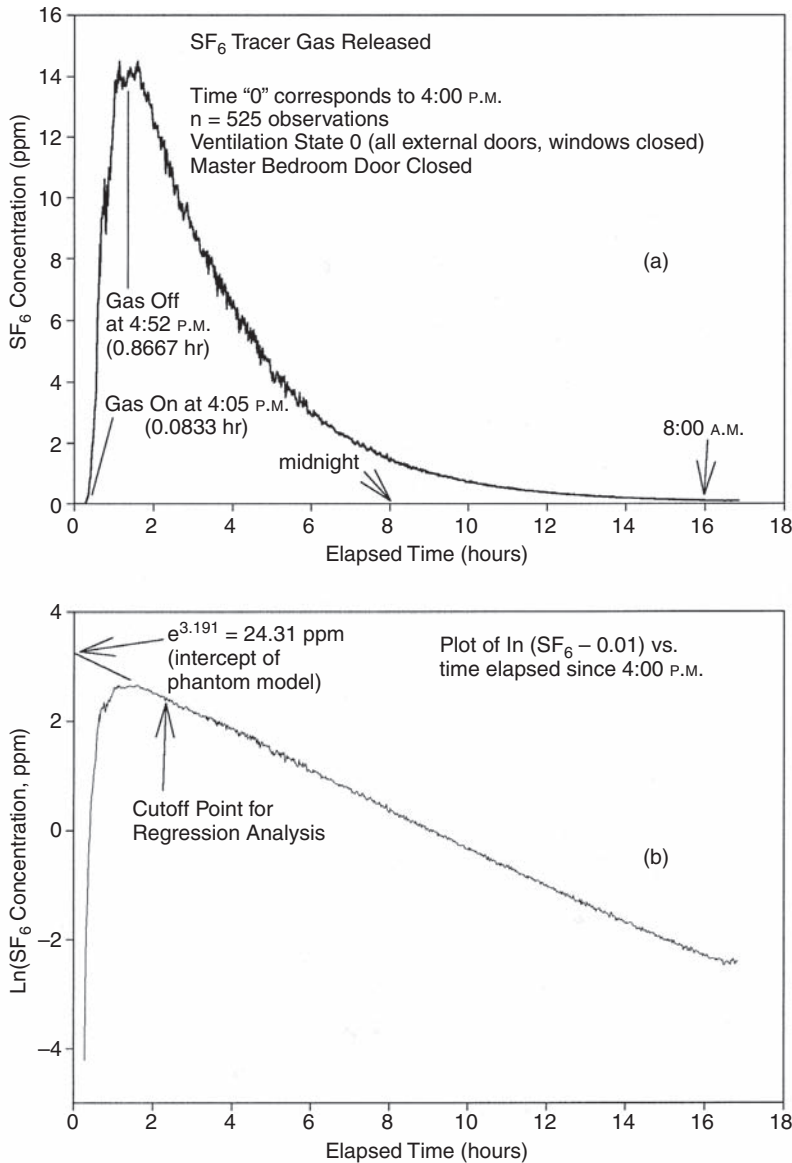 16
14
12
10
8
6
4
2
0
SF6 Concentration (ppm)
SF6 Tracer Gas Released
Time “0” corresponds to 4:00 P.M.
n = 525 observations
Ventilation State 0 (all external doors, windows closed)
Master Bedroom Door Closed
(a)
Gas Off
at 4:52 P.M.
(0.8667 hr)
Gas On at 4:05 P.M.
(0.0833 hr)
midnight
8:00 A.M.
0 2 4 6 8 10 12 14 16 18
Elapsed Time (hours)
4
2
0
–2
–4
Ln(SF6 Concentration, ppm)
e3.191 = 24.31 ppm
(intercept of
phantom model)
Plot of In (SF6 – 0.01) vs.
time elapsed since 4:00 P.M.
Cutoff Point for
Regression Analysis
(b)
0 2 4 6 8 10 12 14 16 18
Elapsed Time (hours)